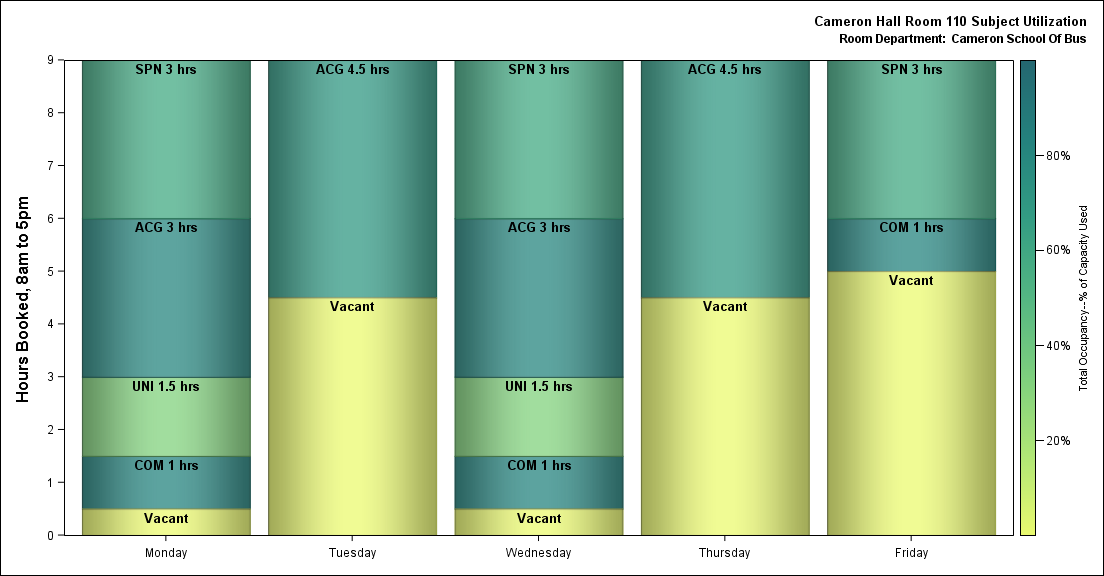 Cameron Hall Room 110 Subject Utilization
Room Department: Cameron School Of Bus
Hours Booked, 8am to 5pm
9
8
7
6
5
4
3
2
1
0
SPN 3 hrs
ACG 3 hrs
UNI 1.5 hrs
COM 1 hrs
Vacant
ACG 4.5 hrs
Vacant
SPN 3 hrs
ACG 3 hrs
UNI 1.5 hrs
COM 1 hrs
Vacant
ACG 4.5 hrs
Vacant
SPN 3 hrs
COM 1 hrs
Vacant
Monday
Tuesday
Wednesday
Thursday
Friday
80%
60%
40%
20%
Total Occupancy--% of Capacity Used